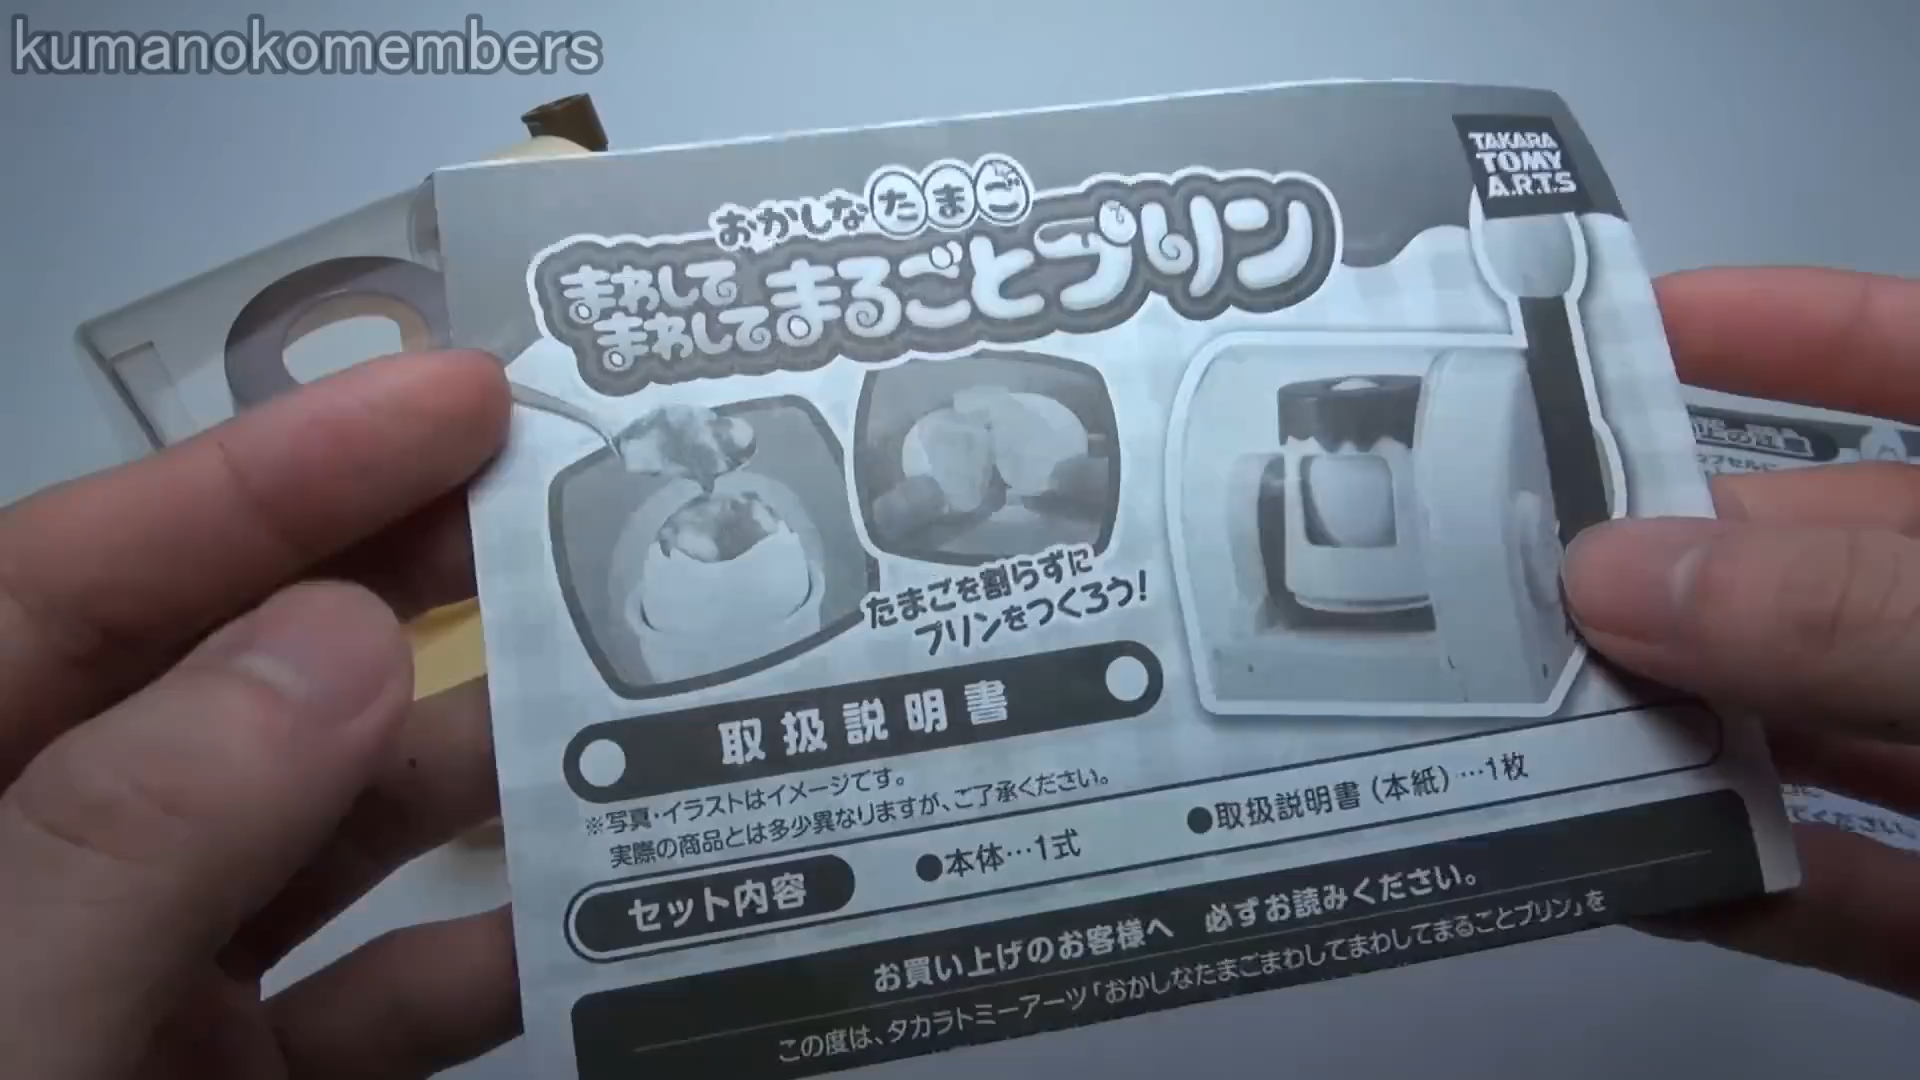 kumanokomembers
TAKARA
TOMY
A.R.T.S
おかしなたまご
まわして
まわして
まるごとプリン
たまごを割らずに
プリンをつくろう!
取扱説明書
※写真・イラストはイメージです。
実際の商品とは多少異なりますが、ご了承ください。
セット内容
●本体…1式
●取扱説明書(本紙)…1枚
お買い上げのお客様へ 必ずお読みください。
この度は、タカラトミーアーツ「おかしなたまごまわしてまわしてまるごとプリン」を
てください。